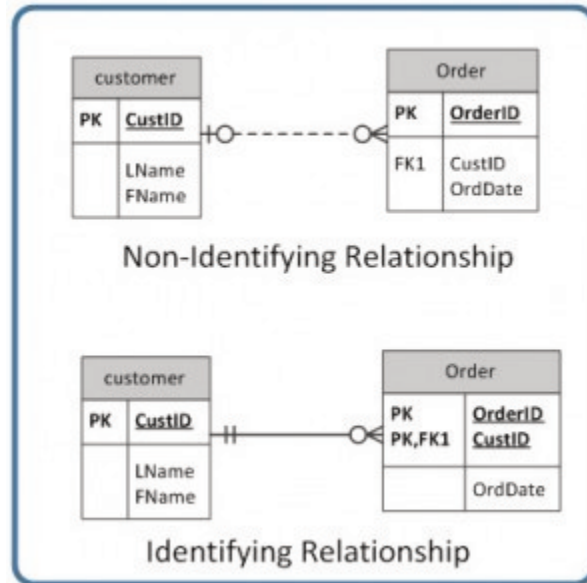 customer
PK CustID
LName
FName
Order
PK OrderID
FK1 CustID
OrdDate
Non-Identifying Relationship
customer
PK CustID
LName
FName
Order
PK OrderID
PK,FK1 CustID
OrdDate
Identifying Relationship